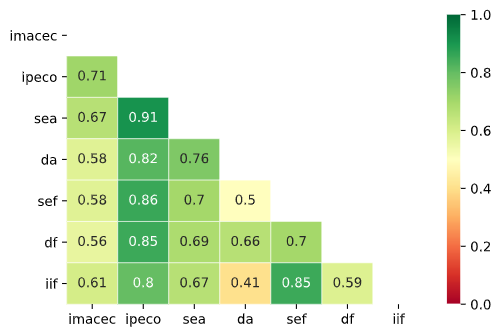 imacec
ipeco 0.71
sea 0.67 0.91
da 0.58 0.82 0.76
sef 0.58 0.86 0.7 0.5
df 0.56 0.85 0.69 0.66 0.7
iif 0.61 0.8 0.67 0.41 0.85 0.59
imacec ipeco sea da sef df iif
1.0
0.8
0.6
0.4
0.2
0.0